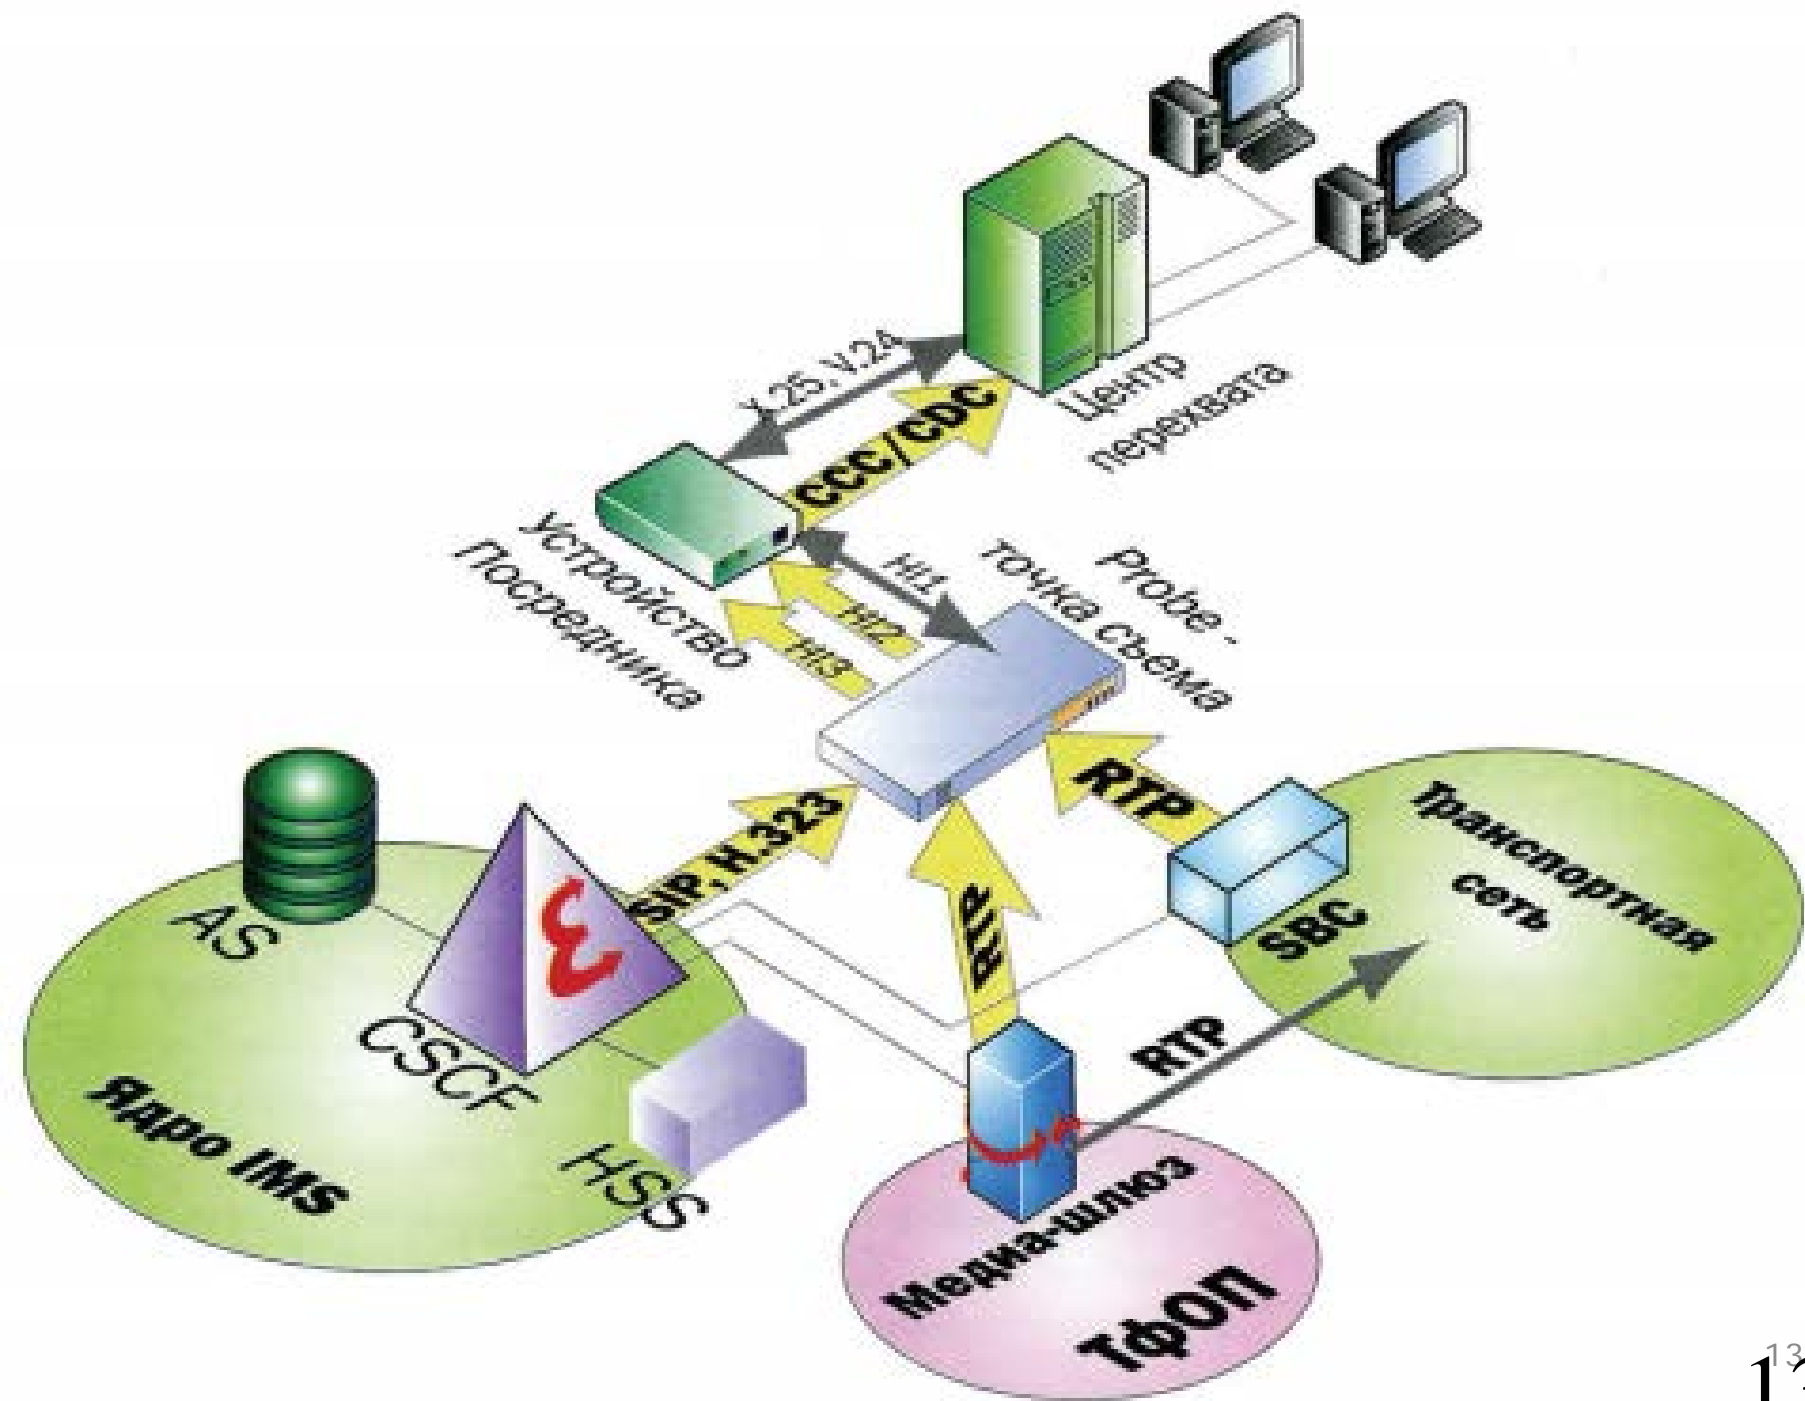 X.25, V.24
CCC/CDC
Центр
перехвата
Устройство
Посредника
HI1
HI2
HI3
Probe -
точка съема
SIP, H.323
RTP
RTP
RTP
AS
CSCF
HSS
Ядро IMS
SBC
Транспортная
сеть
Медиа-шлюз
ТфОП
13